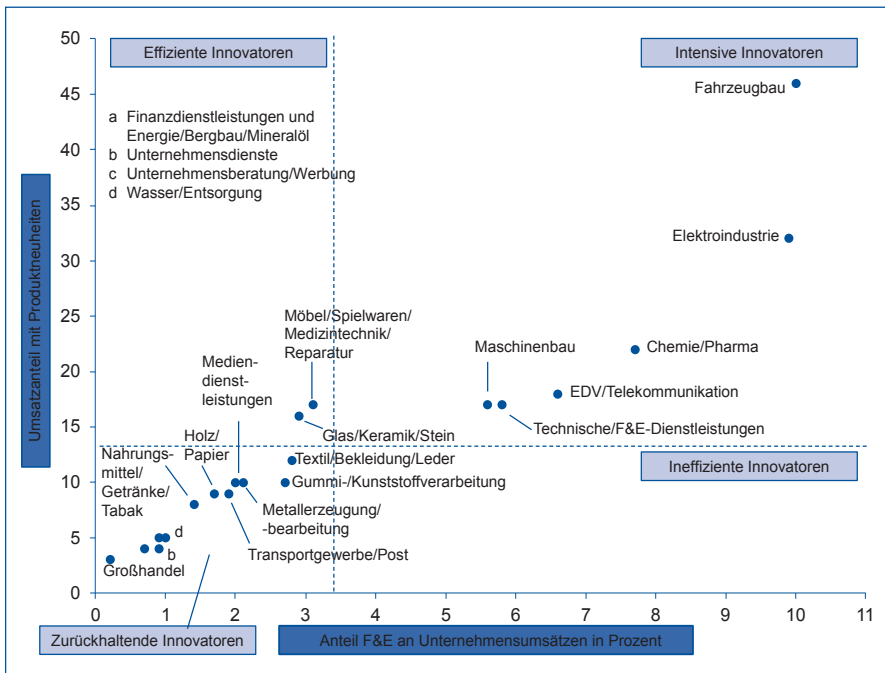 50
45
40
35
30
25
20
15
10
5
0
Umsatzanteil mit Produktneuheiten
Effiziente Innovatoren
Intensive Innovatoren
Fahrzeugbau
a Finanzdienstleistungen und
Energie/Bergbau/Mineralöl
b Unternehmensdienste
c Unternehmensberatung/Werbung
d Wasser/Entsorgung
Elektroindustrie
Möbel/Spielwaren/
Medizintechnik/
Reparatur
Medien-
dienst-
leistungen
Maschinenbau
Chemie/Pharma
EDV/Telekommunikation
Technische/F&E-Dienstleistungen
Glas/Keramik/Stein
Holz/
Papier
Nahrungs-
mittel/
Getränke/
Tabak
Textil/Bekleidung/Leder
Gummi-/Kunststoffverarbeitung
Ineffiziente Innovatoren
Metallerzeugung/
-bearbeitung
Transportgewerbe/Post
d
b
Großhandel
0 1 2 3 4 5 6 7 8 9 10 11
Zurückhaltende Innovatoren
Anteil F&E an Unternehmensumsätzen in Prozent